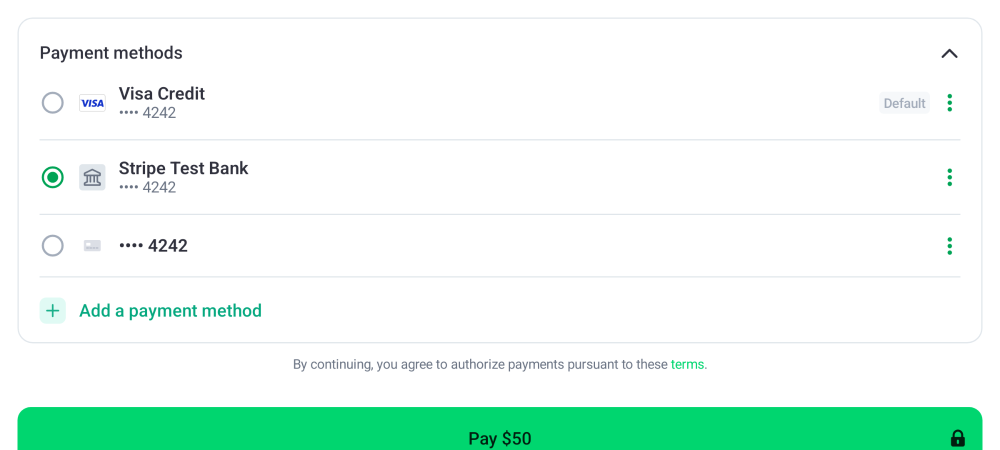 Payment methods
VISA
Visa Credit
•••• 4242
Default
Stripe Test Bank
•••• 4242
•••• 4242
Add a payment method
By continuing, you agree to authorize payments pursuant to these terms.
Pay $50